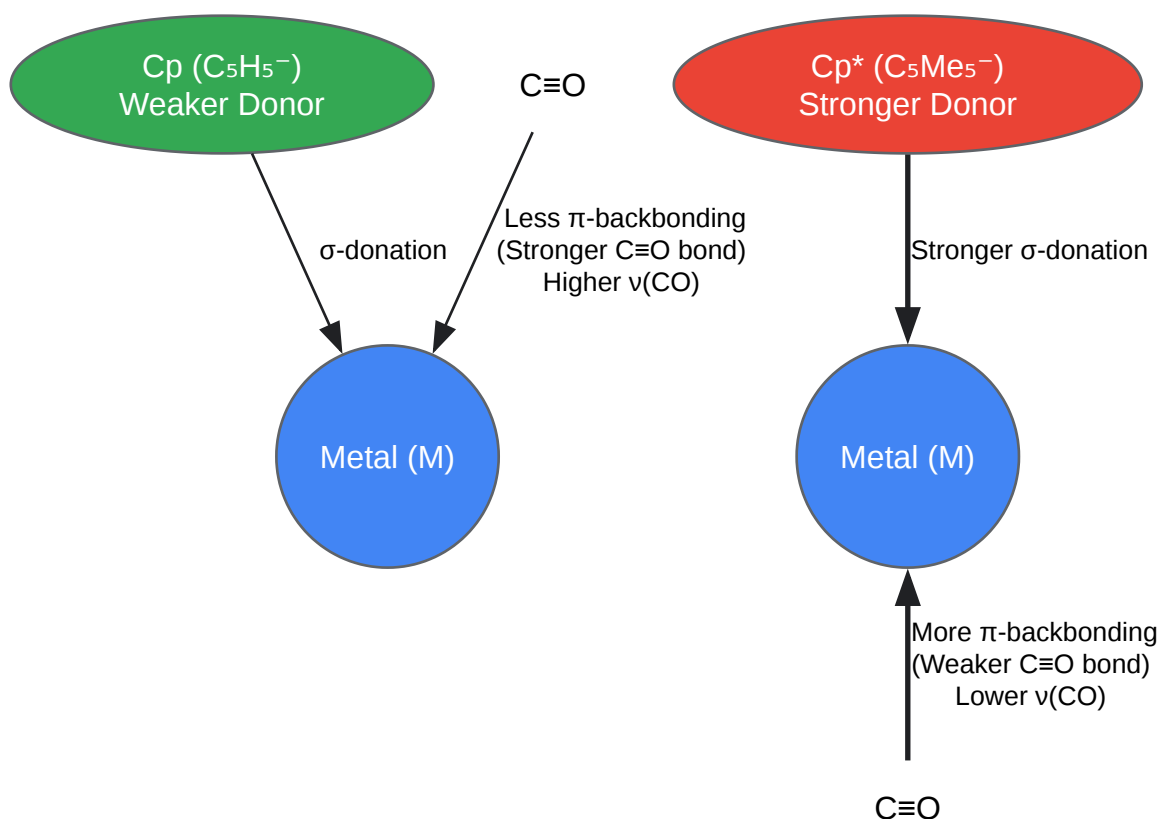 Cp (C₅H₅⁻)
Weaker Donor
C≡O
Cp* (C₅Me₅⁻)
Stronger Donor
σ-donation
Less π-backbonding
(Stronger C≡O bond)
Higher ν(CO)
Stronger σ-donation
Metal (M)
Metal (M)
More π-backbonding
(Weaker C≡O bond)
Lower ν(CO)
C≡O